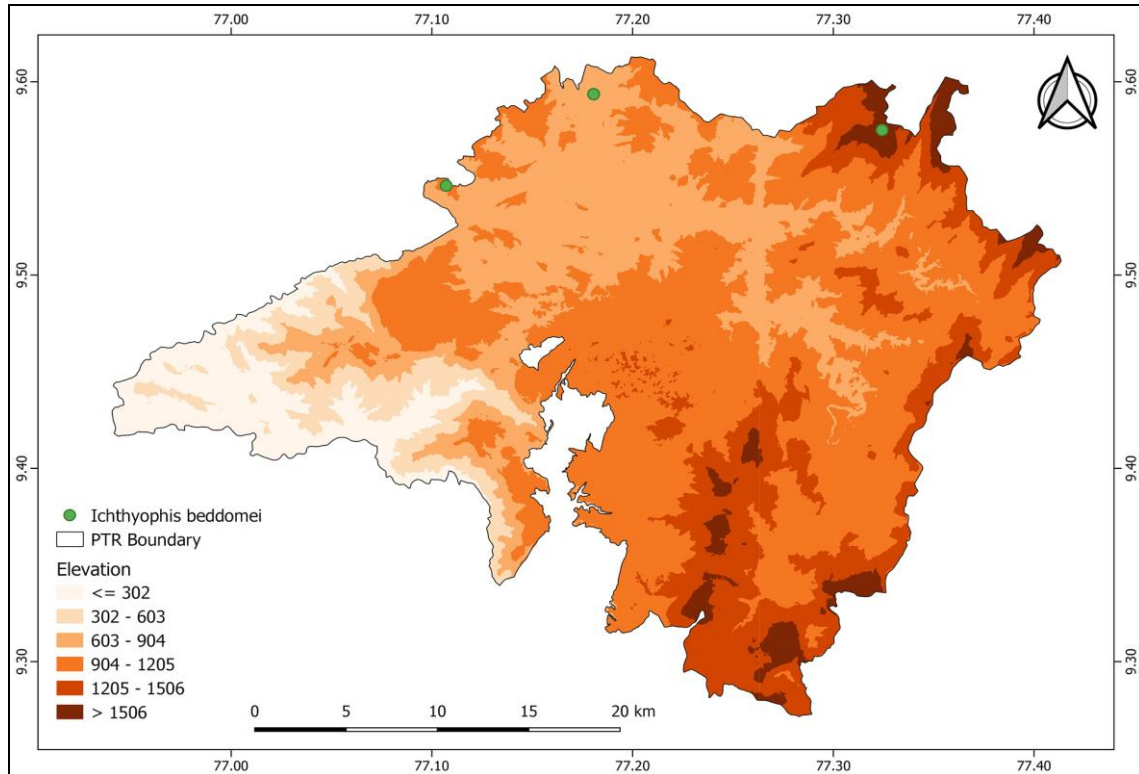 77.00 77.10 77.20 77.30 77.40
9.60 9.60
9.50 9.50
9.40 9.40
Ichthyophis beddomei
PTR Boundary
Elevation
<= 302
302 - 603
603 - 904
904 - 1205
1205 - 1506
> 1506
9.30 9.30
0 5 10 15 20 km
77.00 77.10 77.20 77.30 77.40